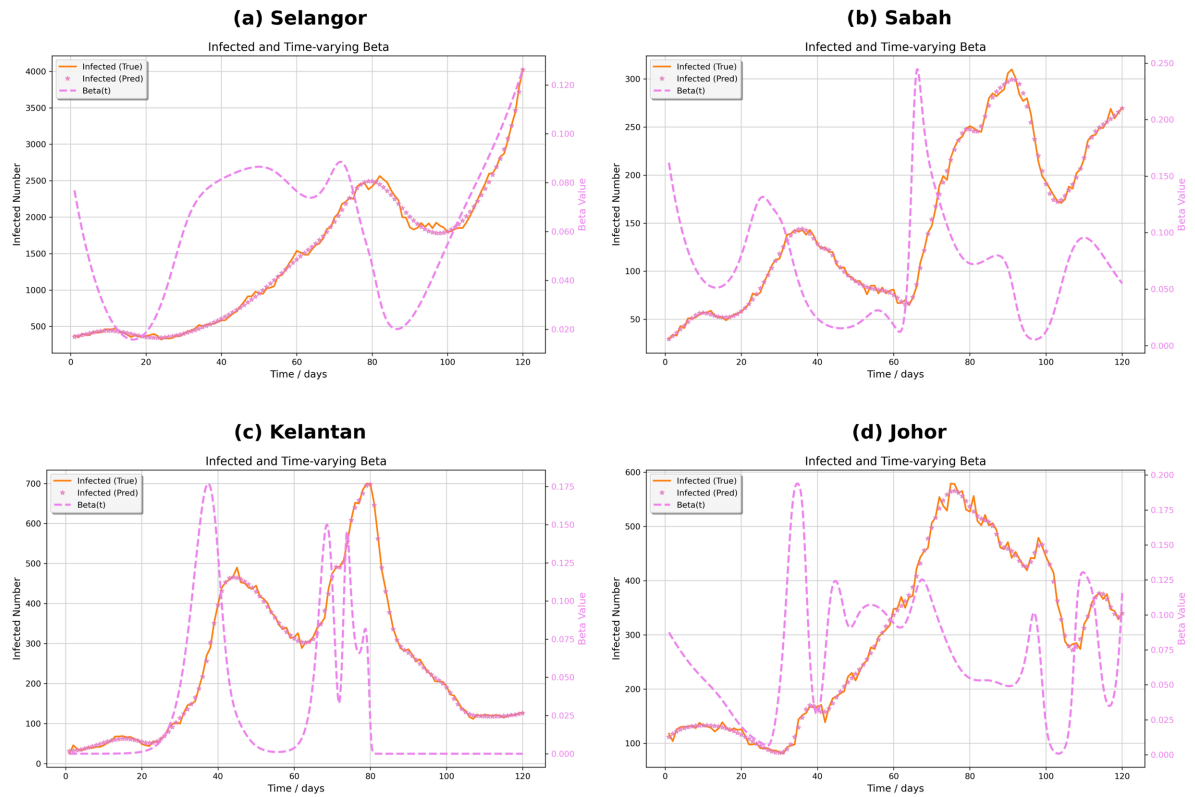 (a) Selangor
Infected and Time-varying Beta
Infected (True)
Infected (Pred)
Beta(t)
4000
3500
3000
2500
2000
1500
1000
500
Infected Number
0.120
0.100
0.080
0.060
0.040
0.020
Beta Value
0 20 40 60 80 100 120
Time / days
(b) Sabah
Infected and Time-varying Beta
Infected (True)
Infected (Pred)
Beta(t)
300
250
200
150
100
50
Infected Number
0.250
0.200
0.150
0.100
0.050
0.000
Beta Value
0 20 40 60 80 100 120
Time / days
(c) Kelantan
Infected and Time-varying Beta
Infected (True)
Infected (Pred)
Beta(t)
700
600
500
400
300
200
100
0
Infected Number
0.175
0.150
0.125
0.100
0.075
0.050
0.025
0.000
Beta Value
0 20 40 60 80 100 120
Time / days
(d) Johor
Infected and Time-varying Beta
Infected (True)
Infected (Pred)
Beta(t)
600
500
400
300
200
100
Infected Number
0.200
0.175
0.150
0.125
0.100
0.075
0.050
0.025
0.000
Beta Value
0 20 40 60 80 100 120
Time / days